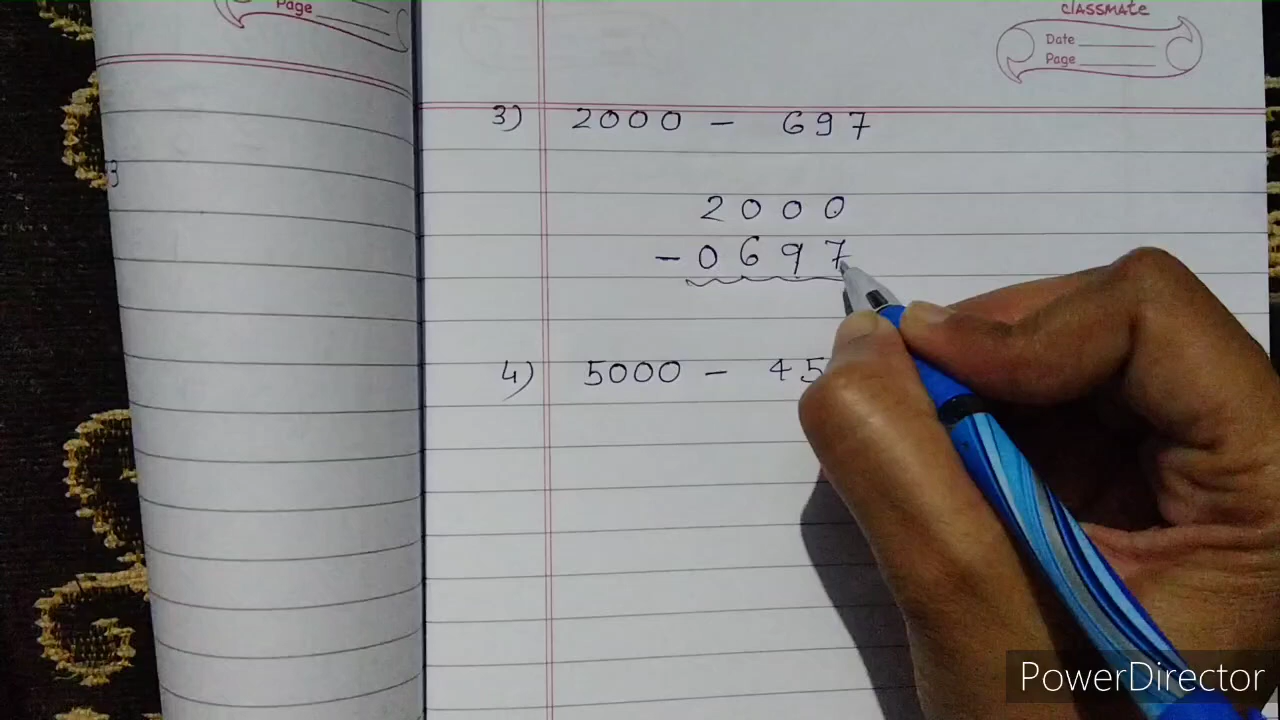 Page
classmate
Date
Page
3) 2000 - 697
2000
- 0697
4) 5000 - 45
PowerDirector